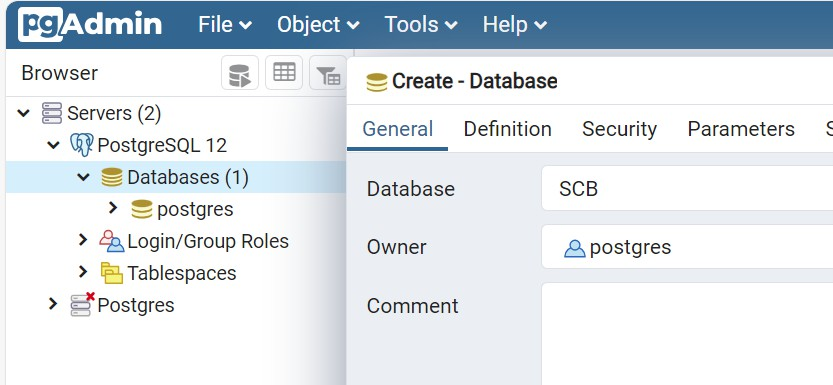 pgAdmin File Object Tools Help
Browser
Servers (2)
PostgreSQL 12
Databases (1)
postgres
Login/Group Roles
Tablespaces
Postgres
Create - Database
General Definition Security Parameters S
Database SCB
Owner postgres
Comment